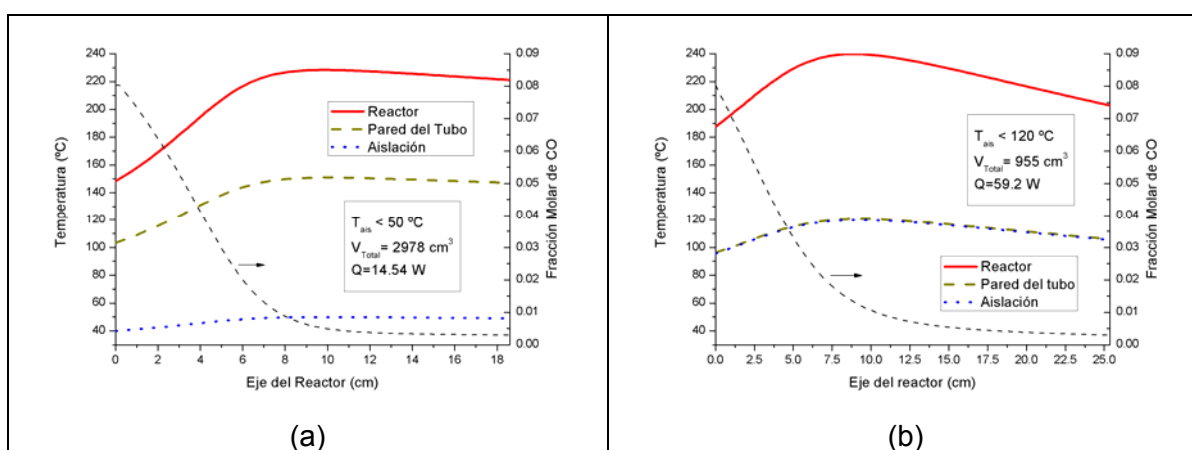 240
220
200
180
160
140
120
100
80
60
40
Temperatura (ºC)
0.09
0.08
0.07
0.06
0.05
0.04
0.03
0.02
0.01
0.00
Fracción Molar de CO
Reactor
Pared del Tubo
Aislación
T_ais < 50 ºC
V_Total = 2978 cm³
Q=14.54 W
0 2 4 6 8 10 12 14 16 18
Eje del Reactor (cm)
(a)
240
220
200
180
160
140
120
100
80
60
40
Temperatura (ºC)
0.09
0.08
0.07
0.06
0.05
0.04
0.03
0.02
0.01
0.00
Fracción Molar de CO
T_ais < 120 ºC
V_Total = 955 cm³
Q=59.2 W
Reactor
Pared del tubo
Aislación
0.0 2.5 5.0 7.5 10.0 12.5 15.0 17.5 20.0 22.5 25.0
Eje del reactor (cm)
(b)